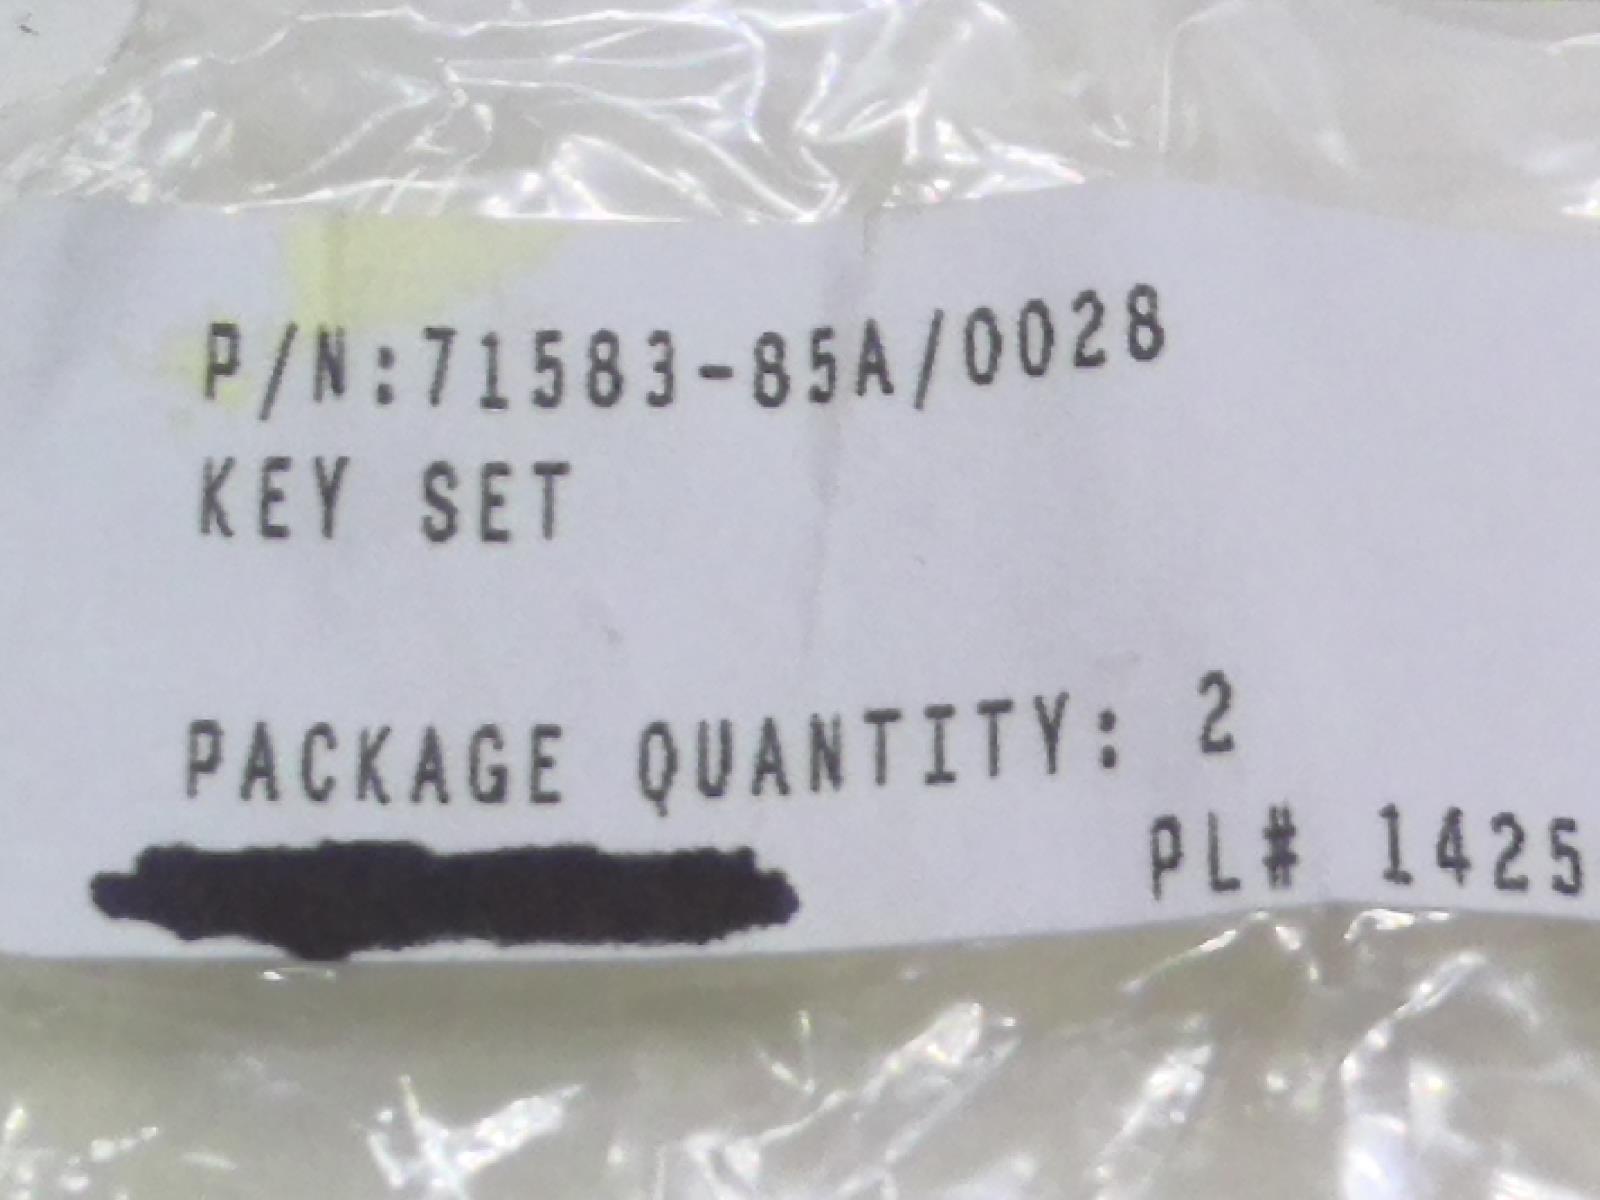 P/N:71583-85A/0028
KEY SET
PACKAGE QUANTITY: 2
PL# 1425